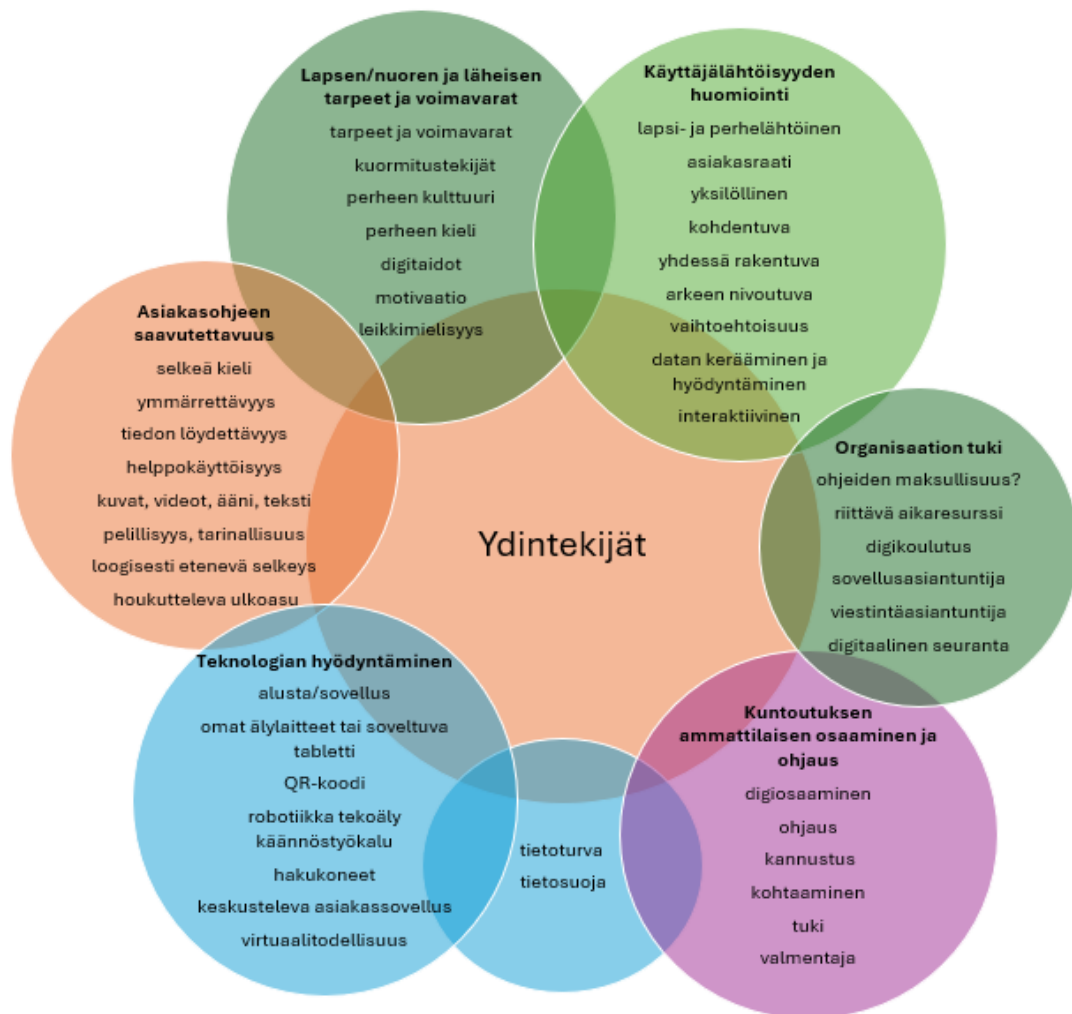 Lapsen/nuoren ja läheisen
tarpeet ja voimavarat
tarpeet ja voimavarat
kuormitustekijät
perheen kulttuuri
perheen kieli
digitaidot
motivaatio
leikkimielisyys
Käyttäjälähtöisyyden
huomiointi
lapsi- ja perhelähtöinen
asiakasraati
yksilöllinen
kohdentuva
yhdessä rakentuva
arkeen nivoutuva
vaihtoehtoisuus
datan kerääminen ja
hyödyntäminen
interaktiivinen
Asiakasohjeen
saavutettavuus
selkeä kieli
ymmärrettävyys
tiedon löydettävyys
helppokäyttöisyys
kuvat, videot, ääni, teksti
pelillisyys, tarinallisuus
loogisesti etenevä selkeys
houkutteleva ulkoasu
Ydintekijät
Organisaation tuki
ohjeiden maksullisuus?
riittävä aikaresurssi
digikoulutus
sovellusasiantuntija
viestintäasiantuntija
digitaalinen seuranta
Teknologian hyödyntäminen
alusta/sovellus
omat älylaitteet tai soveltuva
tabletti
QR-koodi
robotiikka tekoäly
käännöstyökalu
hakukoneet
keskusteleva asiakassovellus
virtuaalitodellisuus
tietoturva
tietosuoja
Kuntoutuksen
ammattilaisen osaaminen ja
ohjaus
digiosaaminen
ohjaus
kannustus
kohtaaminen
tuki
valmentaja